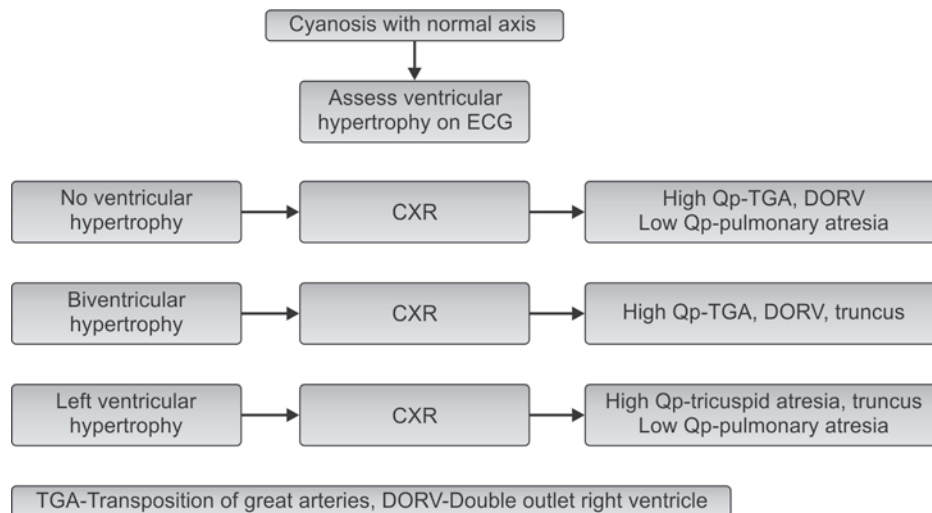 Cyanosis with normal axis
Assess ventricular
hypertrophy on ECG
No ventricular
hypertrophy
CXR
High Qp-TGA, DORV
Low Qp-pulmonary atresia
Biventricular
hypertrophy
CXR
High Qp-TGA, DORV, truncus
Left ventricular
hypertrophy
CXR
High Qp-tricuspid atresia, truncus
Low Qp-pulmonary atresia
TGA-Transposition of great arteries, DORV-Double outlet right ventricle